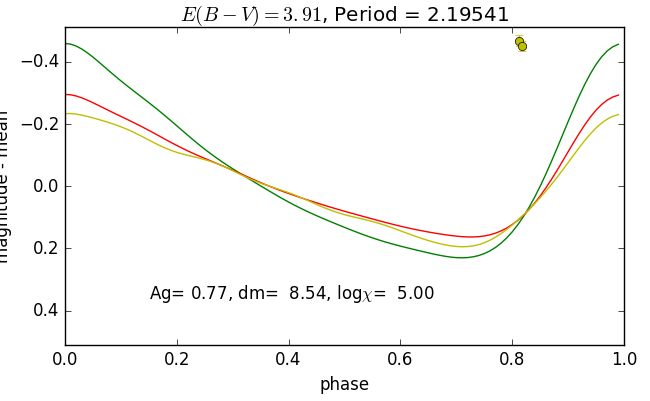 E(B − V) = 3.91, Period = 2.19541
−0.4
−0.2
0.0
0.2
0.4
magnitude - mean
Ag= 0.77, dm= 8.54, logχ= 5.00
0.0 0.2 0.4 0.6 0.8 1.0
phase